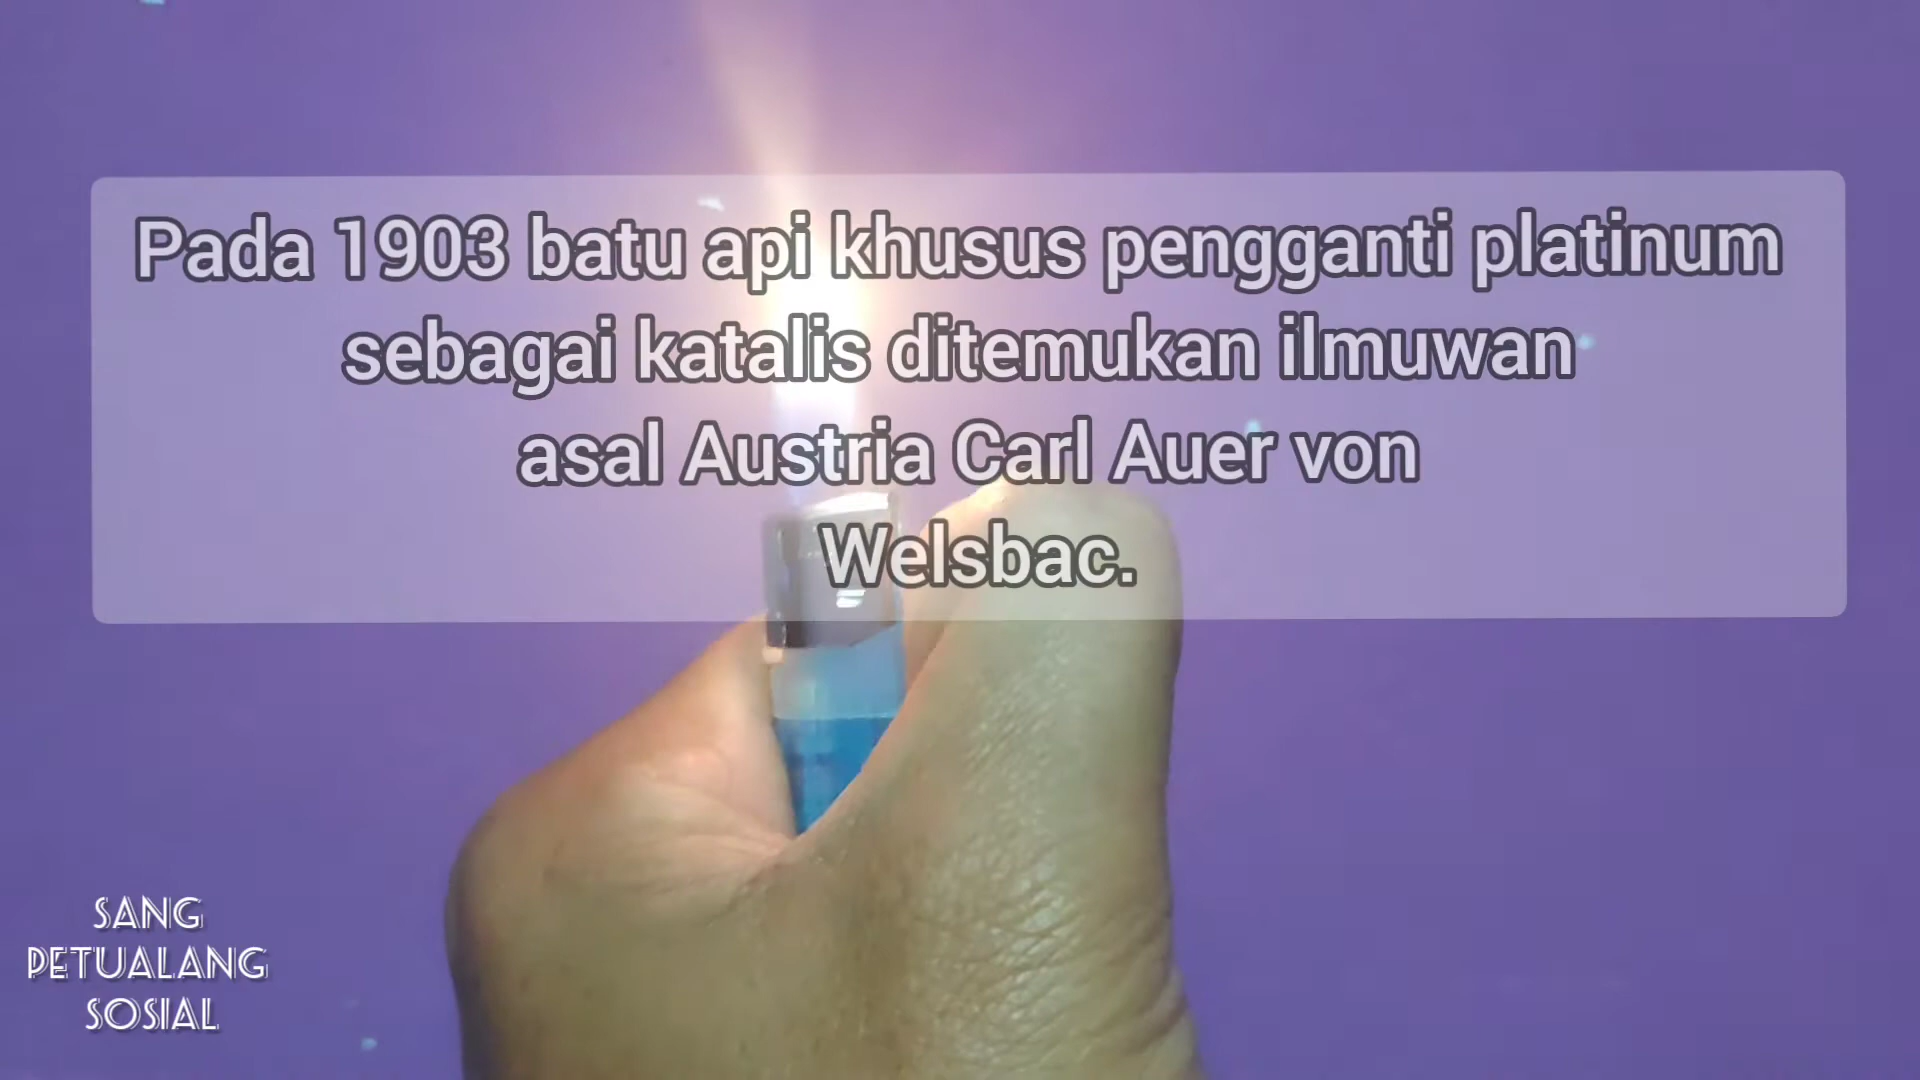 Pada 1903 batu api khusus pengganti platinum
sebagai katalis ditemukan ilmuwan
asal Austria Carl Auer von
Welsbac.
SANG
PETUALANG
SOSIAL